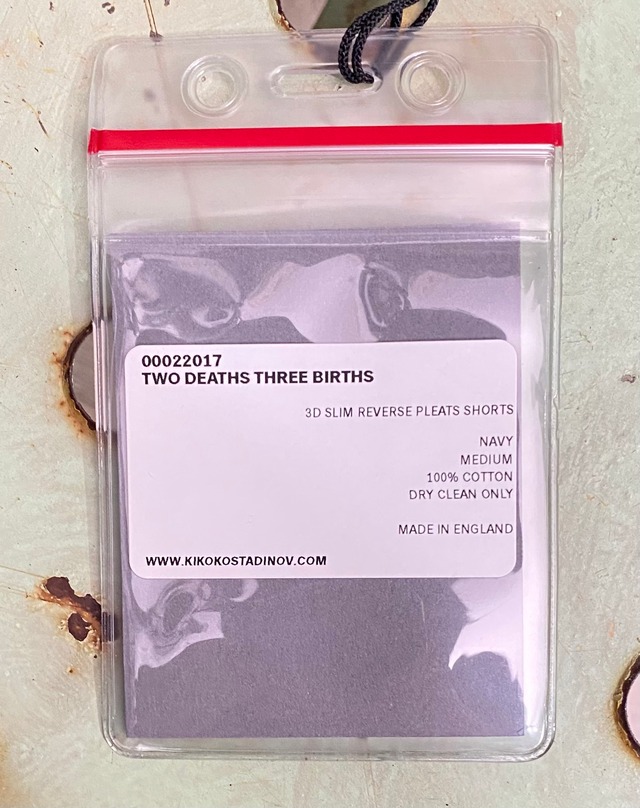 00022017
TWO DEATHS THREE BIRTHS
3D SLIM REVERSE PLEATS SHORTS
NAVY
MEDIUM
100% COTTON
DRY CLEAN ONLY
MADE IN ENGLAND
WWW.KIKOKOSTADINOV.COM